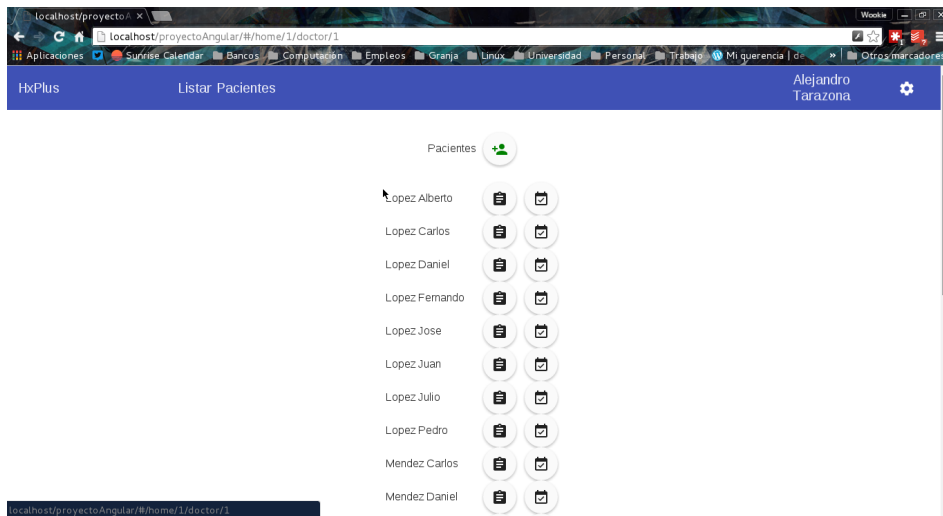 localhost/proyectoA
Wookie
localhost/proyectoAngular/#/home/1/doctor/1
Aplicaciones Sunrise Calendar Bancos Computación Empleos Granja Linux Universidad Personal Trabajo Mi querencia | de » Otros marcadores
HxPlus Listar Pacientes Alejandro Tarazona
Pacientes
Lopez Alberto
Lopez Carlos
Lopez Daniel
Lopez Fernando
Lopez Jose
Lopez Juan
Lopez Julio
Lopez Pedro
Mendez Carlos
Mendez Daniel
localhost/proyectoAngular/#/home/1/doctor/1